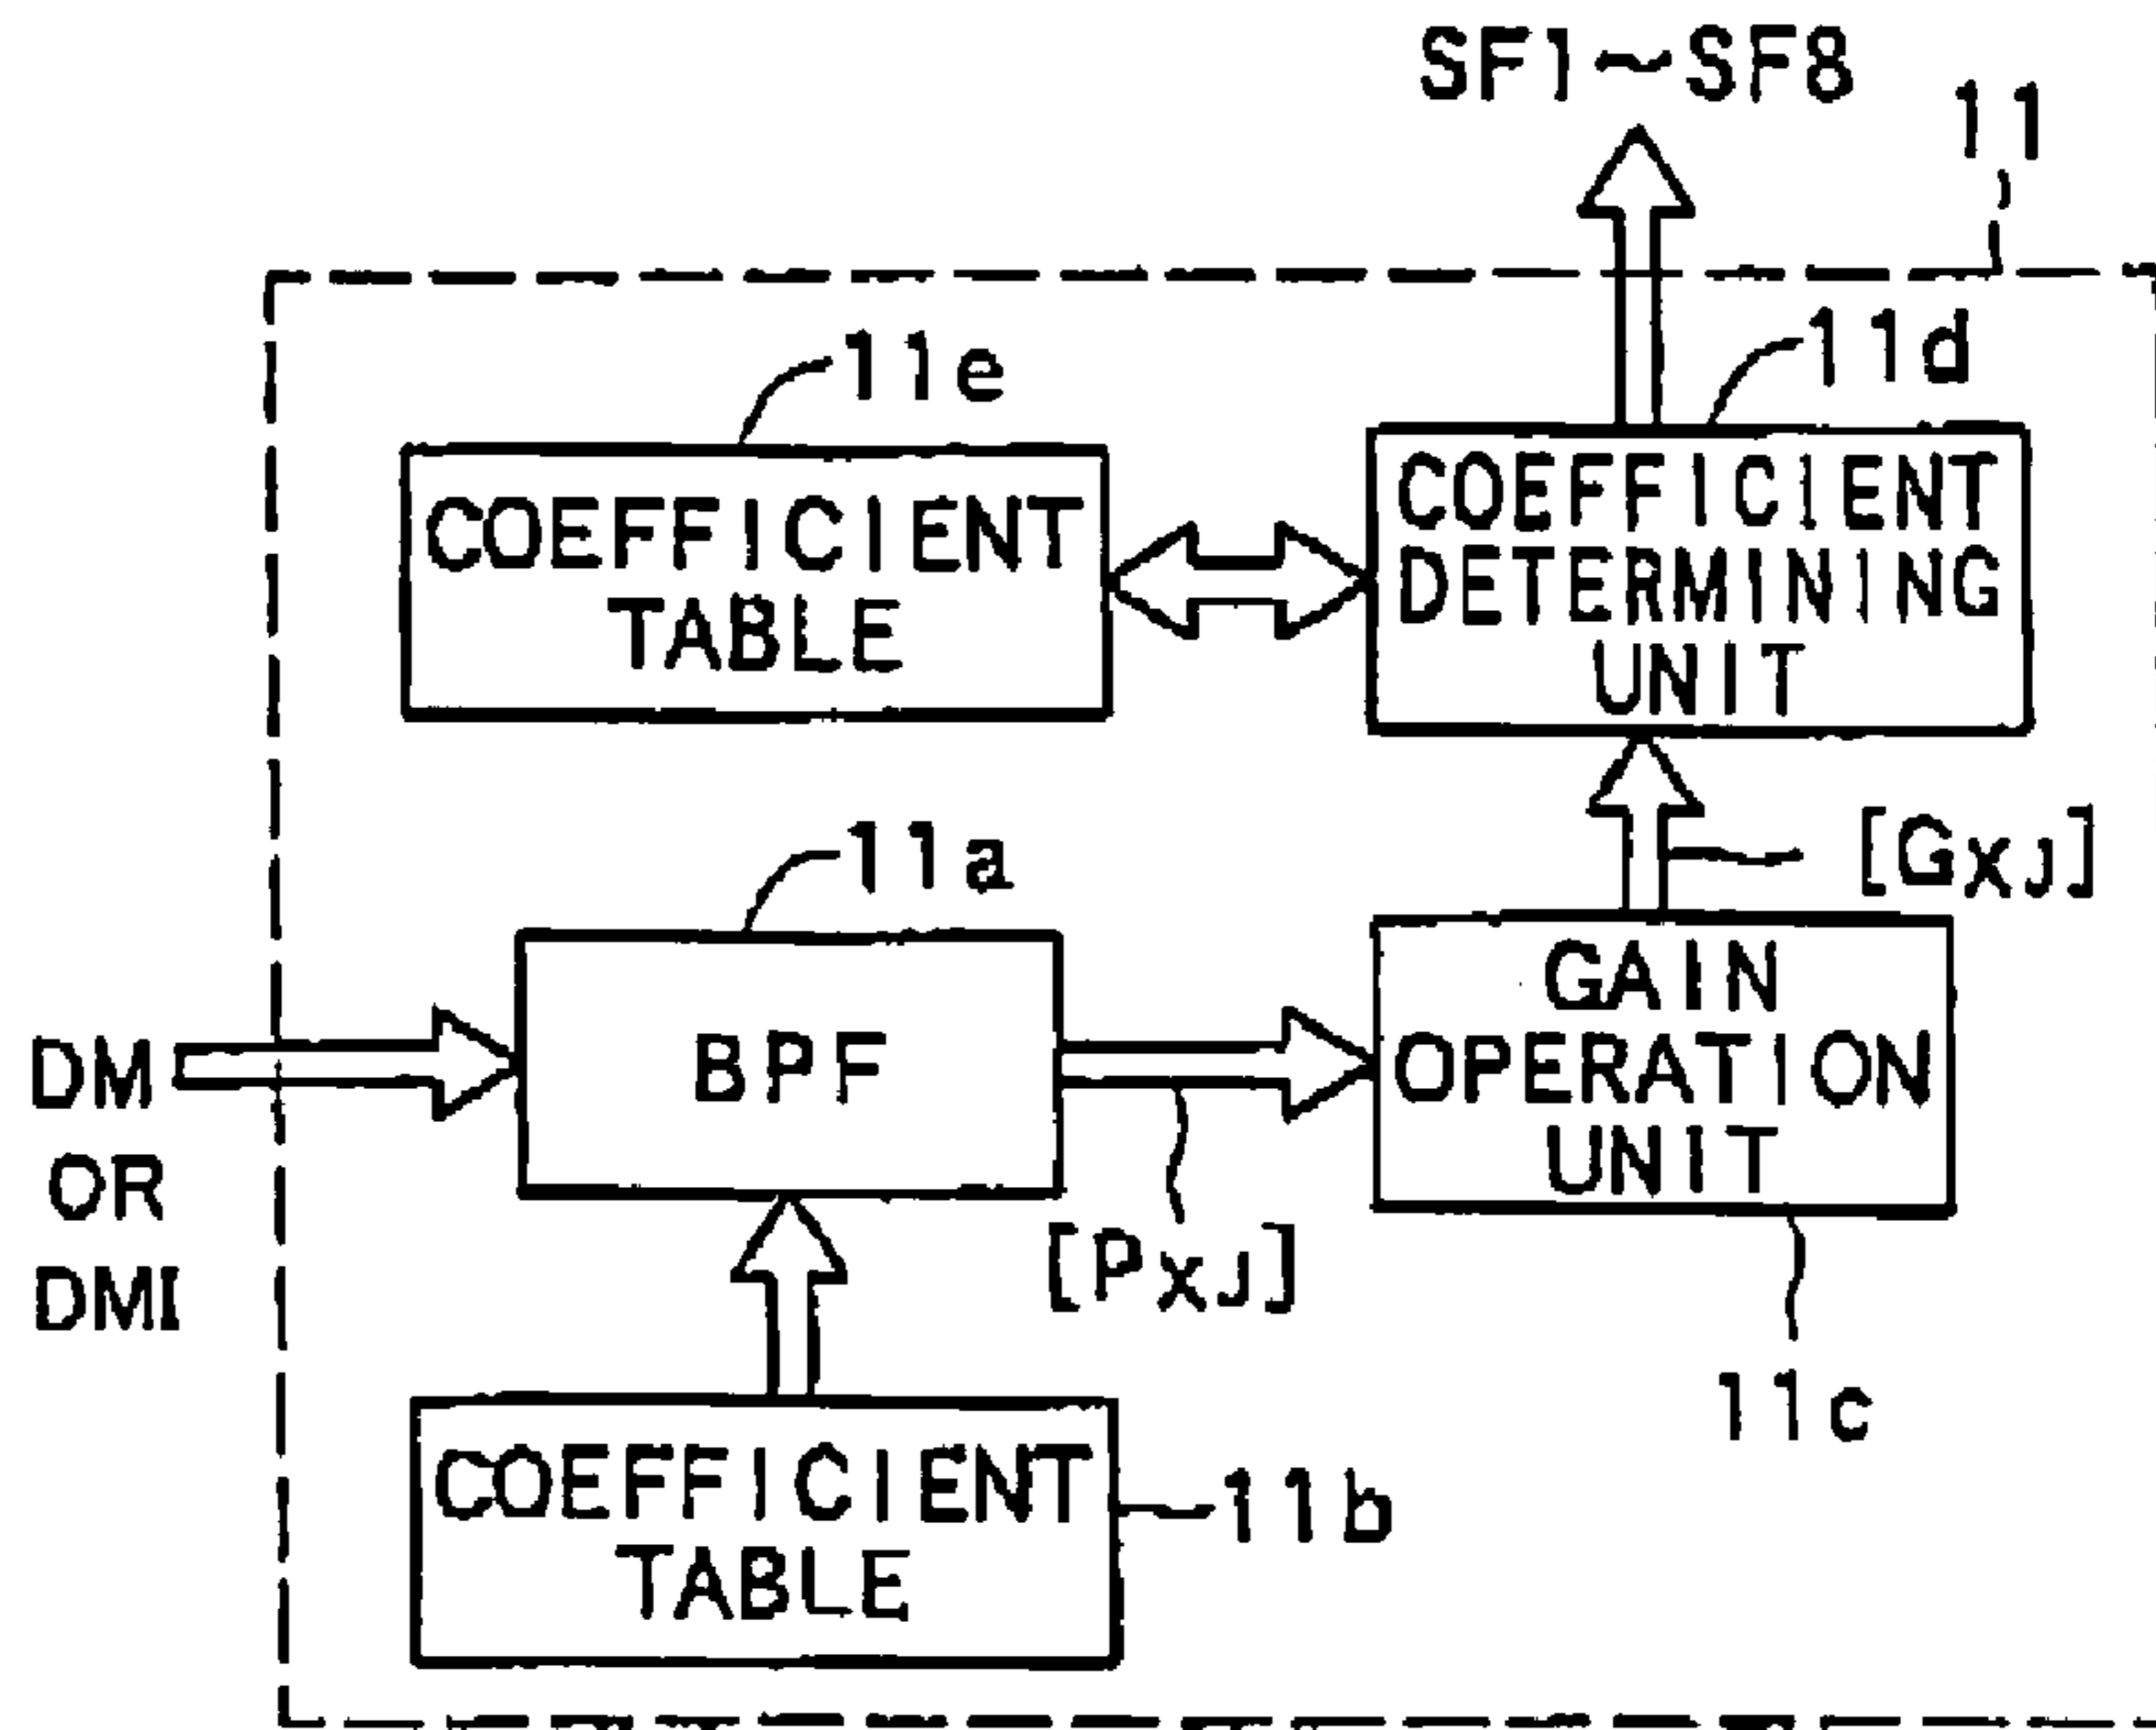 SF1~SF8
11
11e
11d
COEFFICIENT
TABLE
COEFFICIENT
DETERMINING
UNIT
11a
[GXJ]
DM
OR
DMI
BPF
GAIN
OPERATION
UNIT
[PXJ]
11c
COEFFICIENT
TABLE
11b